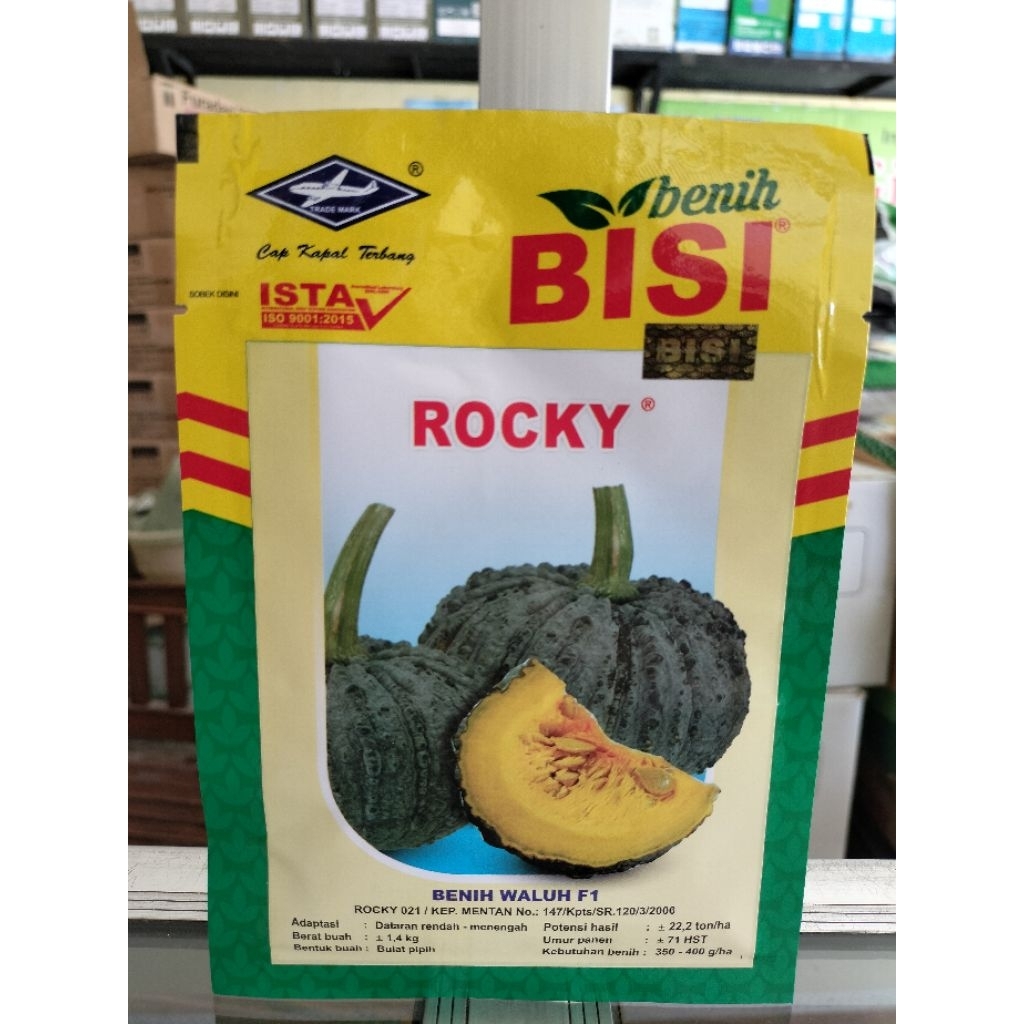 TRADE MARK
®
Cap Kapal Terbang
benih
BISI®
SOBEK DISINI
ISTA
ISO 9001:2015
BISI
ROCKY®
BENIH WALUH F1
ROCKY 021 / KEP. MENTAN No.: 147/Kpts/SR.120/3/2006
Adaptasi : Dataran rendah - menengah
Berat buah : ± 1,4 kg
Bentuk buah : Bulat pipih
Potensi hasil : ± 22,2 ton/ha
Umur panen : ± 71 HST
Kebutuhan benih : 350 - 400 g/ha